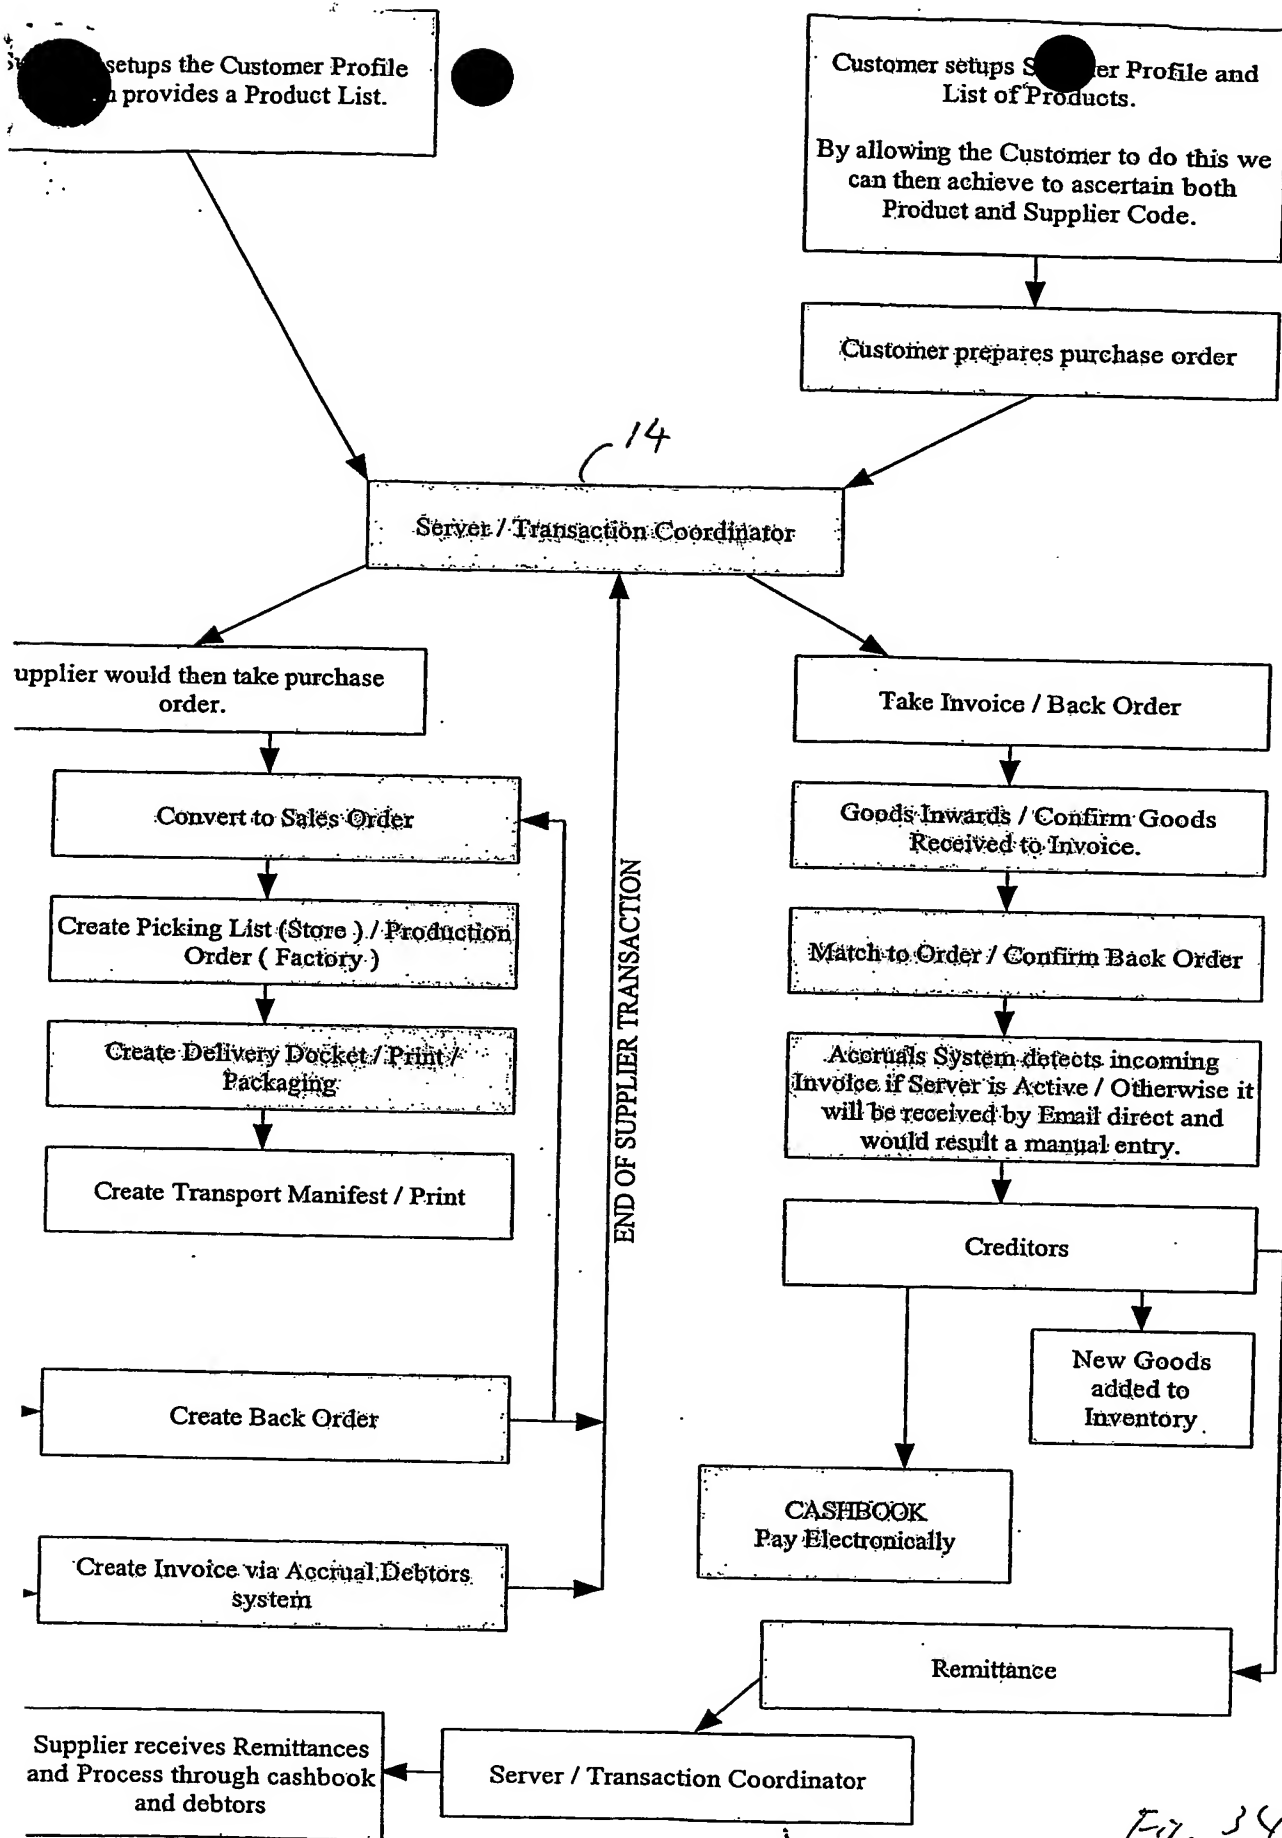 setups the Customer Profile
provides a Product List.
Customer setups Profile and
List of Products.
By allowing the Customer to do this we
can then achieve to ascertain both
Product and Supplier Code.
Customer prepares purchase order
14
Server / Transaction Coordinator
upplier would then take purchase
order.
Convert to Sales Order
Create Picking List (Store) / Production
Order ( Factory )
Create Delivery Docket / Print /
Packaging
Create Transport Manifest / Print
Create Back Order
Create Invoice via Accrual Debtors
system
END OF SUPPLIER TRANSACTION
Take Invoice / Back Order
Goods Inwards / Confirm Goods
Received to Invoice.
Match to Order / Confirm Back Order
Accruals System detects incoming
Invoice if Server is Active / Otherwise it
will be received by Email direct and
would result a manual entry.
Creditors
New Goods
added to
Inventory
CASHBOOK
Pay Electronically
Remittance
Server / Transaction Coordinator
Supplier receives Remittances
and Process through cashbook
and debtors
Fig. 34